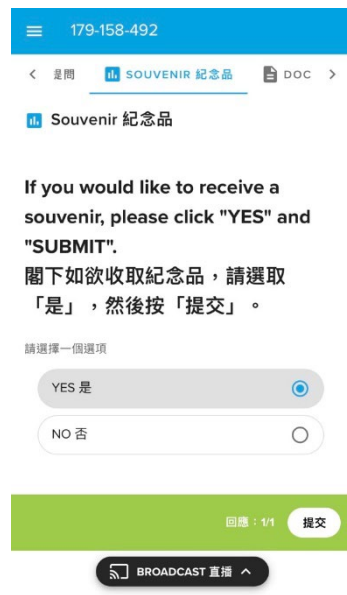 179-158-492
SOUVENIR 紀念品
DOC
Souvenir 紀念品
If you would like to receive a
souvenir, please click "YES" and
"SUBMIT".
閣下如欲收取紀念品，請選取
「是」，然後按「提交」。
請選擇一個選項
YES 是
NO 否
回應：1/1
提交
BROADCAST 直播